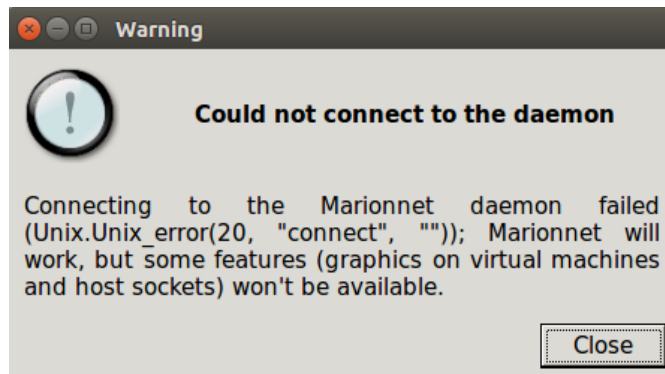 Warning
Could not connect to the daemon
Connecting to the Marionnet daemon failed
(Unix.Unix_error(20, "connect", "")); Marionnet will
work, but some features (graphics on virtual machines
and host sockets) won't be available.
Close